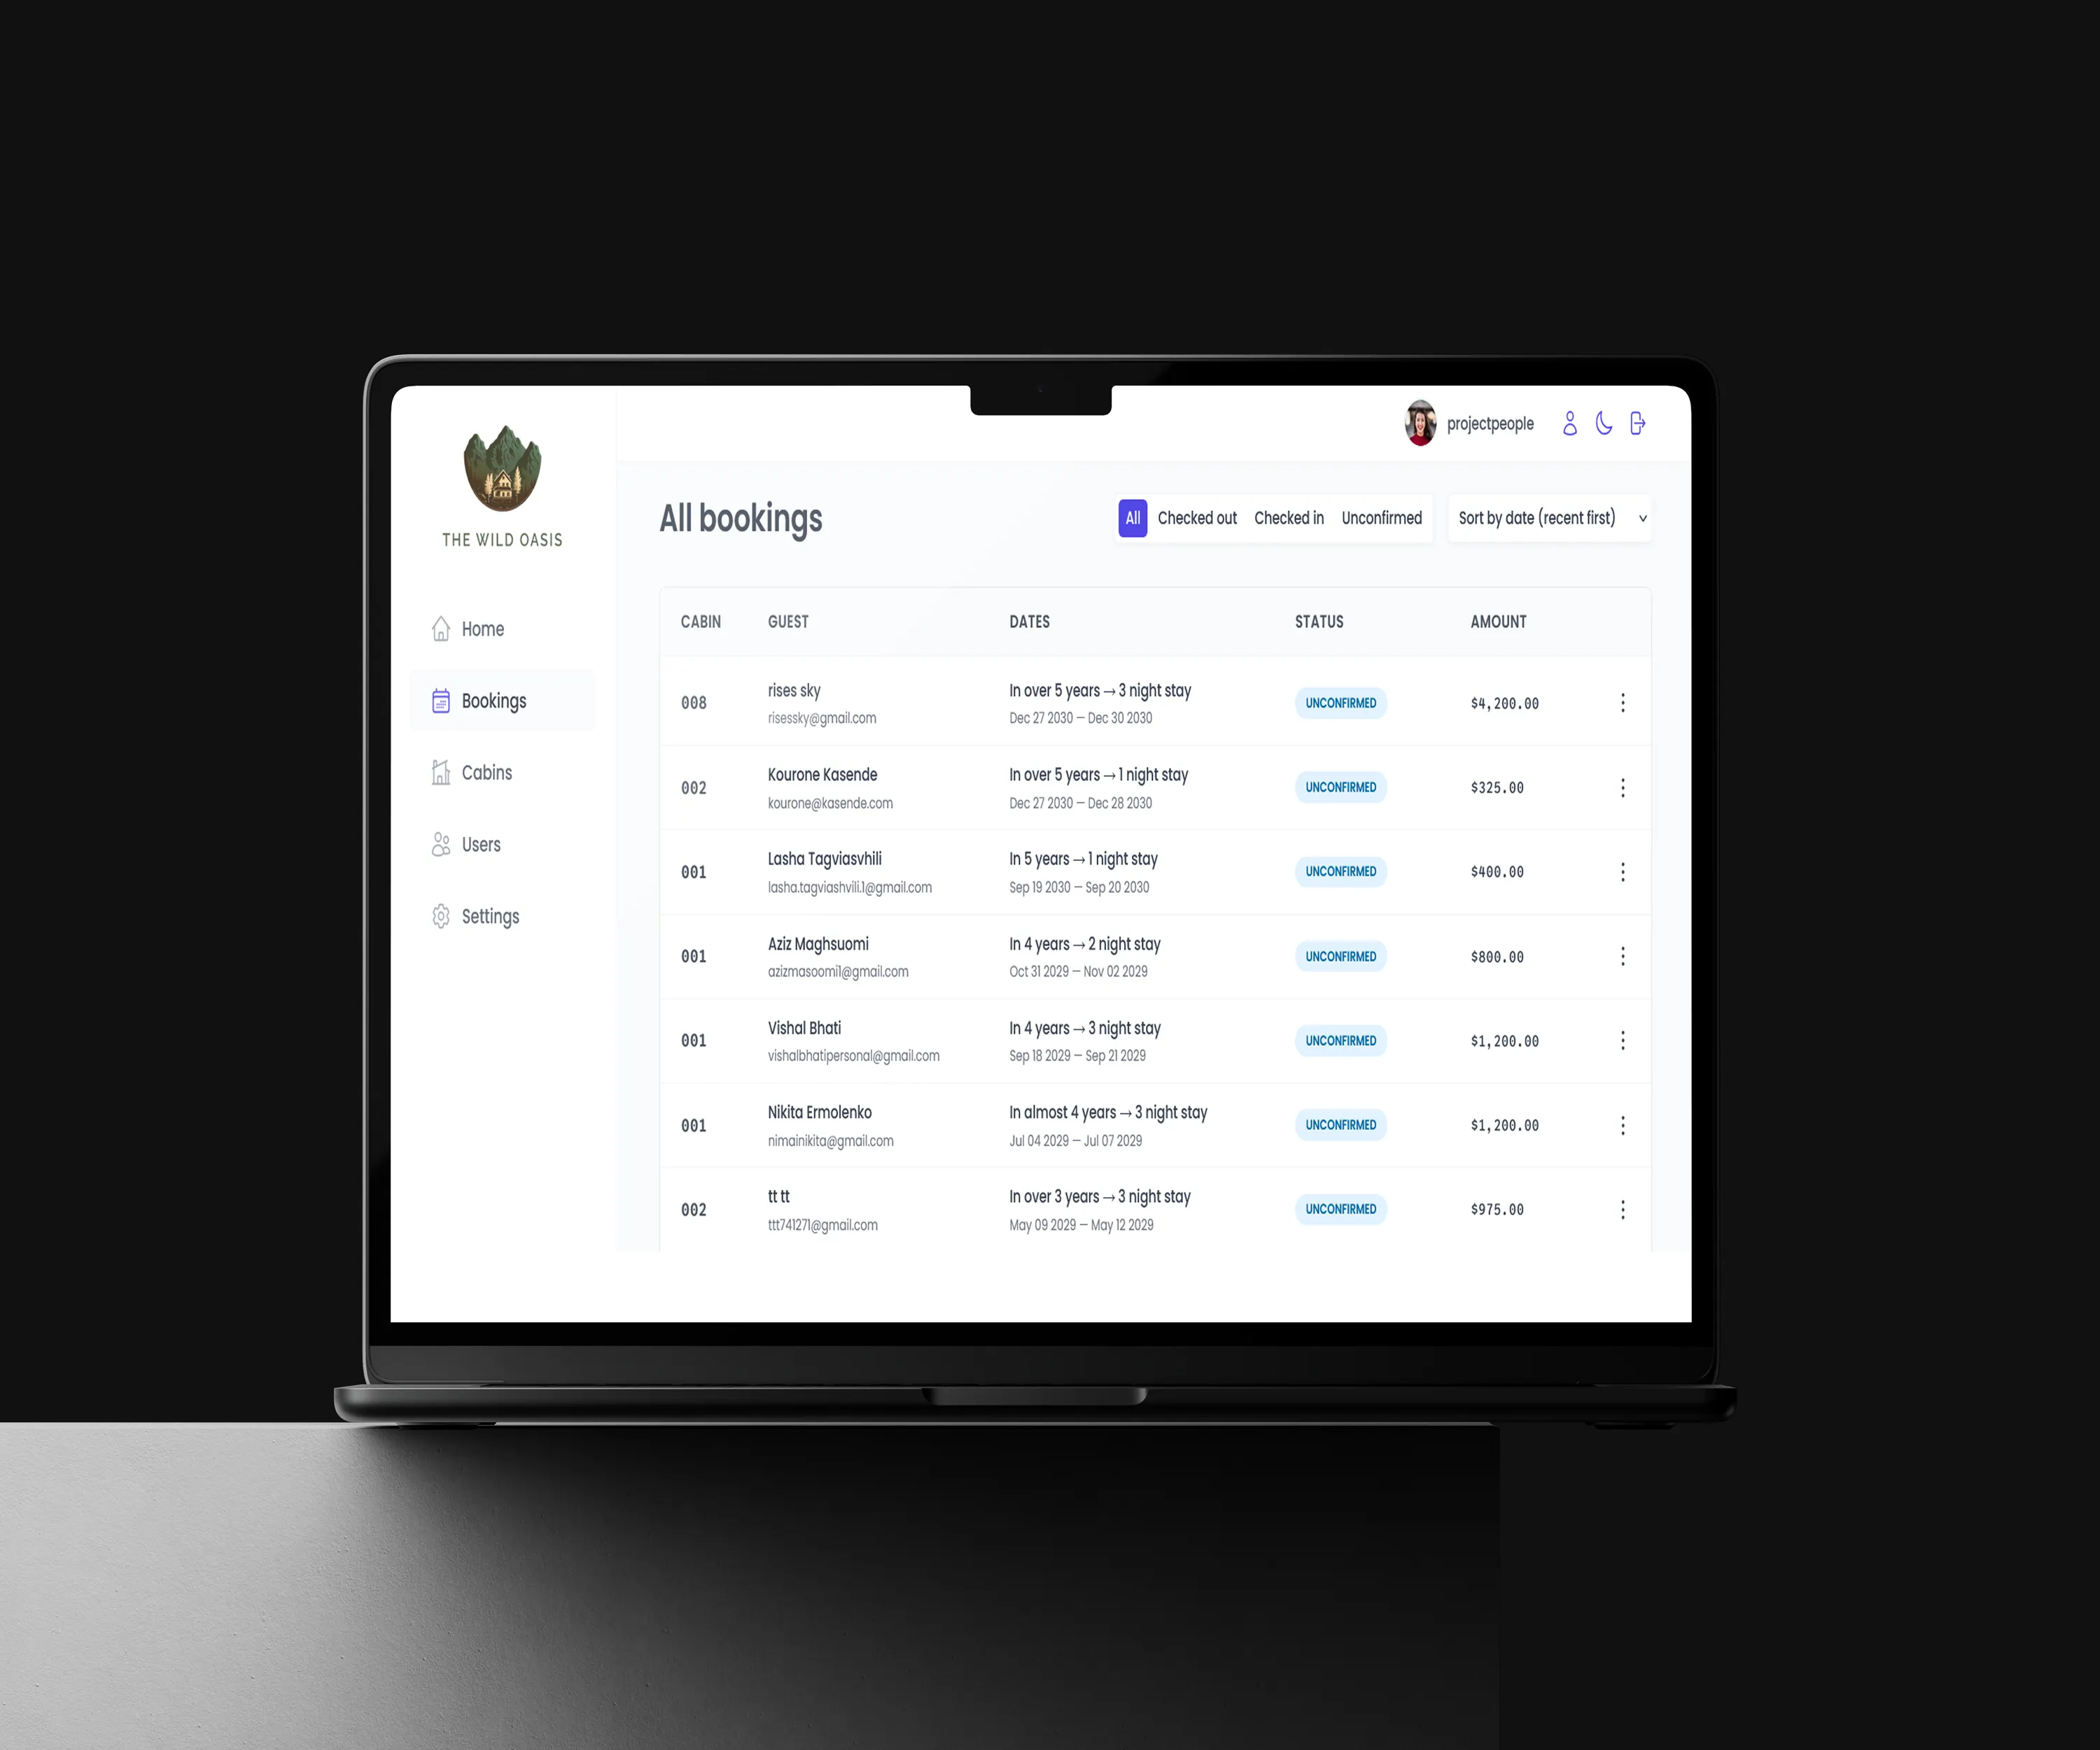 THE WILD OASIS
Home
Bookings
Cabins
Users
Settings
projectpeople
All bookings
All Checked out Checked in Unconfirmed
Sort by date (recent first)
CABIN GUEST DATES STATUS AMOUNT
008 rises sky In over 5 years → 3 night stay UNCONFIRMED $4,200.00
risessky@gmail.com Dec 27 2030 — Dec 30 2030
002 Kourone Kasende In over 5 years → 1 night stay UNCONFIRMED $325.00
kourone@kasende.com Dec 27 2030 — Dec 28 2030
001 Lasha Tagviasvhili In 5 years → 1 night stay UNCONFIRMED $400.00
lasha.tagviashvili.1@gmail.com Sep 19 2030 — Sep 20 2030
001 Aziz Maghsuomi In 4 years → 2 night stay UNCONFIRMED $800.00
azizmasoomi1@gmail.com Oct 31 2029 — Nov 02 2029
001 Vishal Bhati In 4 years → 3 night stay UNCONFIRMED $1,200.00
vishalbhatipersonal@gmail.com Sep 18 2029 — Sep 21 2029
001 Nikita Ermolenko In almost 4 years → 3 night stay UNCONFIRMED $1,200.00
nimainikita@gmail.com Jul 04 2029 — Jul 07 2029
002 tt tt In over 3 years → 3 night stay UNCONFIRMED $975.00
ttt741271@gmail.com May 09 2029 — May 12 2029